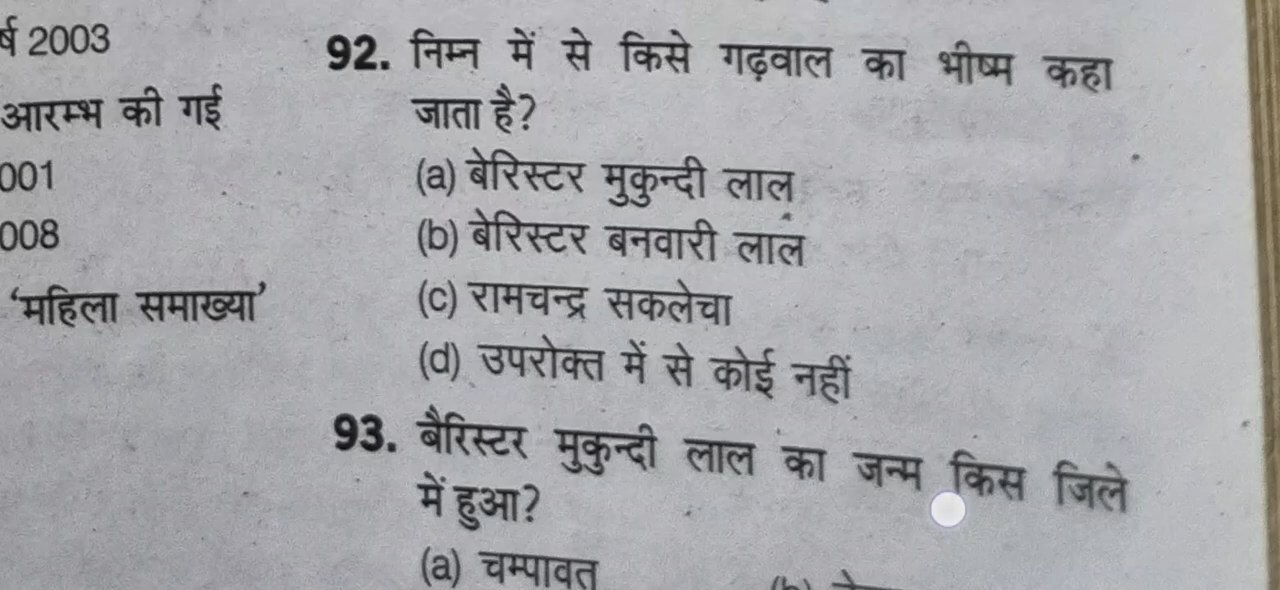 2003
आरम्भ की गई
001
008
'महिला समाख्या'
92. निम्न में से किसे गढ़वाल का भीष्म कहा
जाता है?
(a) बेरिस्टर मुकुन्दी लाल
(b) बेरिस्टर बनवारी लाल
(c) रामचन्द्र सकलेचा
(d) उपरोक्त में से कोई नहीं
93. बैरिस्टर मुकुन्दी लाल का जन्म किस जिले
में हुआ?
(a) चम्पावत